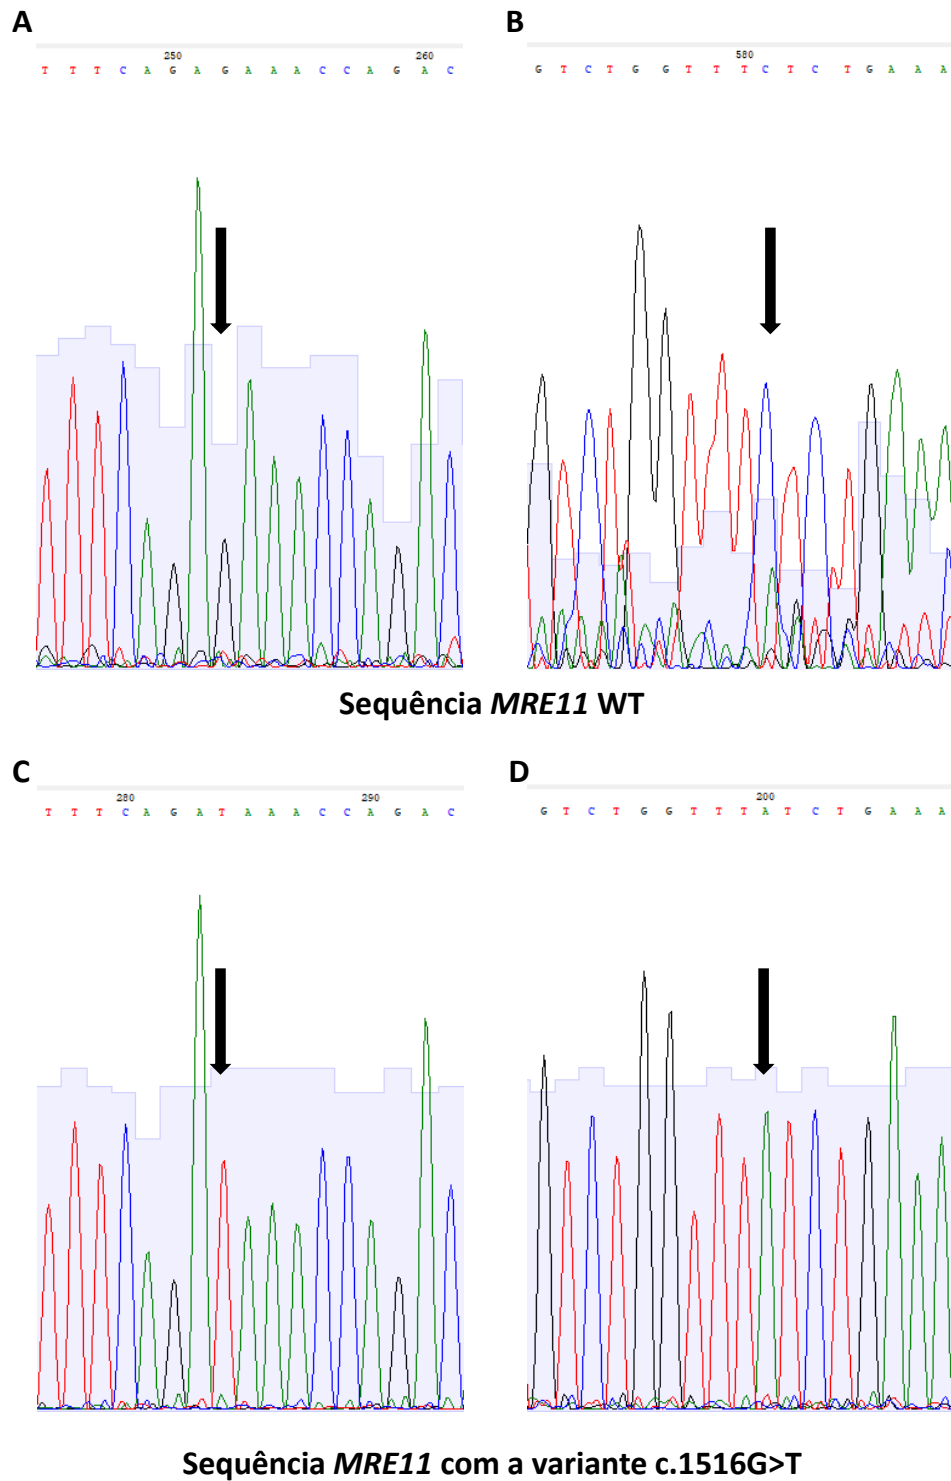 A
B
250 260
T T T C A G A G A A A C C A G A C
580
G T C T G G T T T C T C T G A A A
Sequência MRE11 WT
C
D
280 290
T T T C A G A T A A A C C A G A C
200
G T C T G G T T T A T C T G A A A
Sequência MRE11 com a variante c.1516G>T